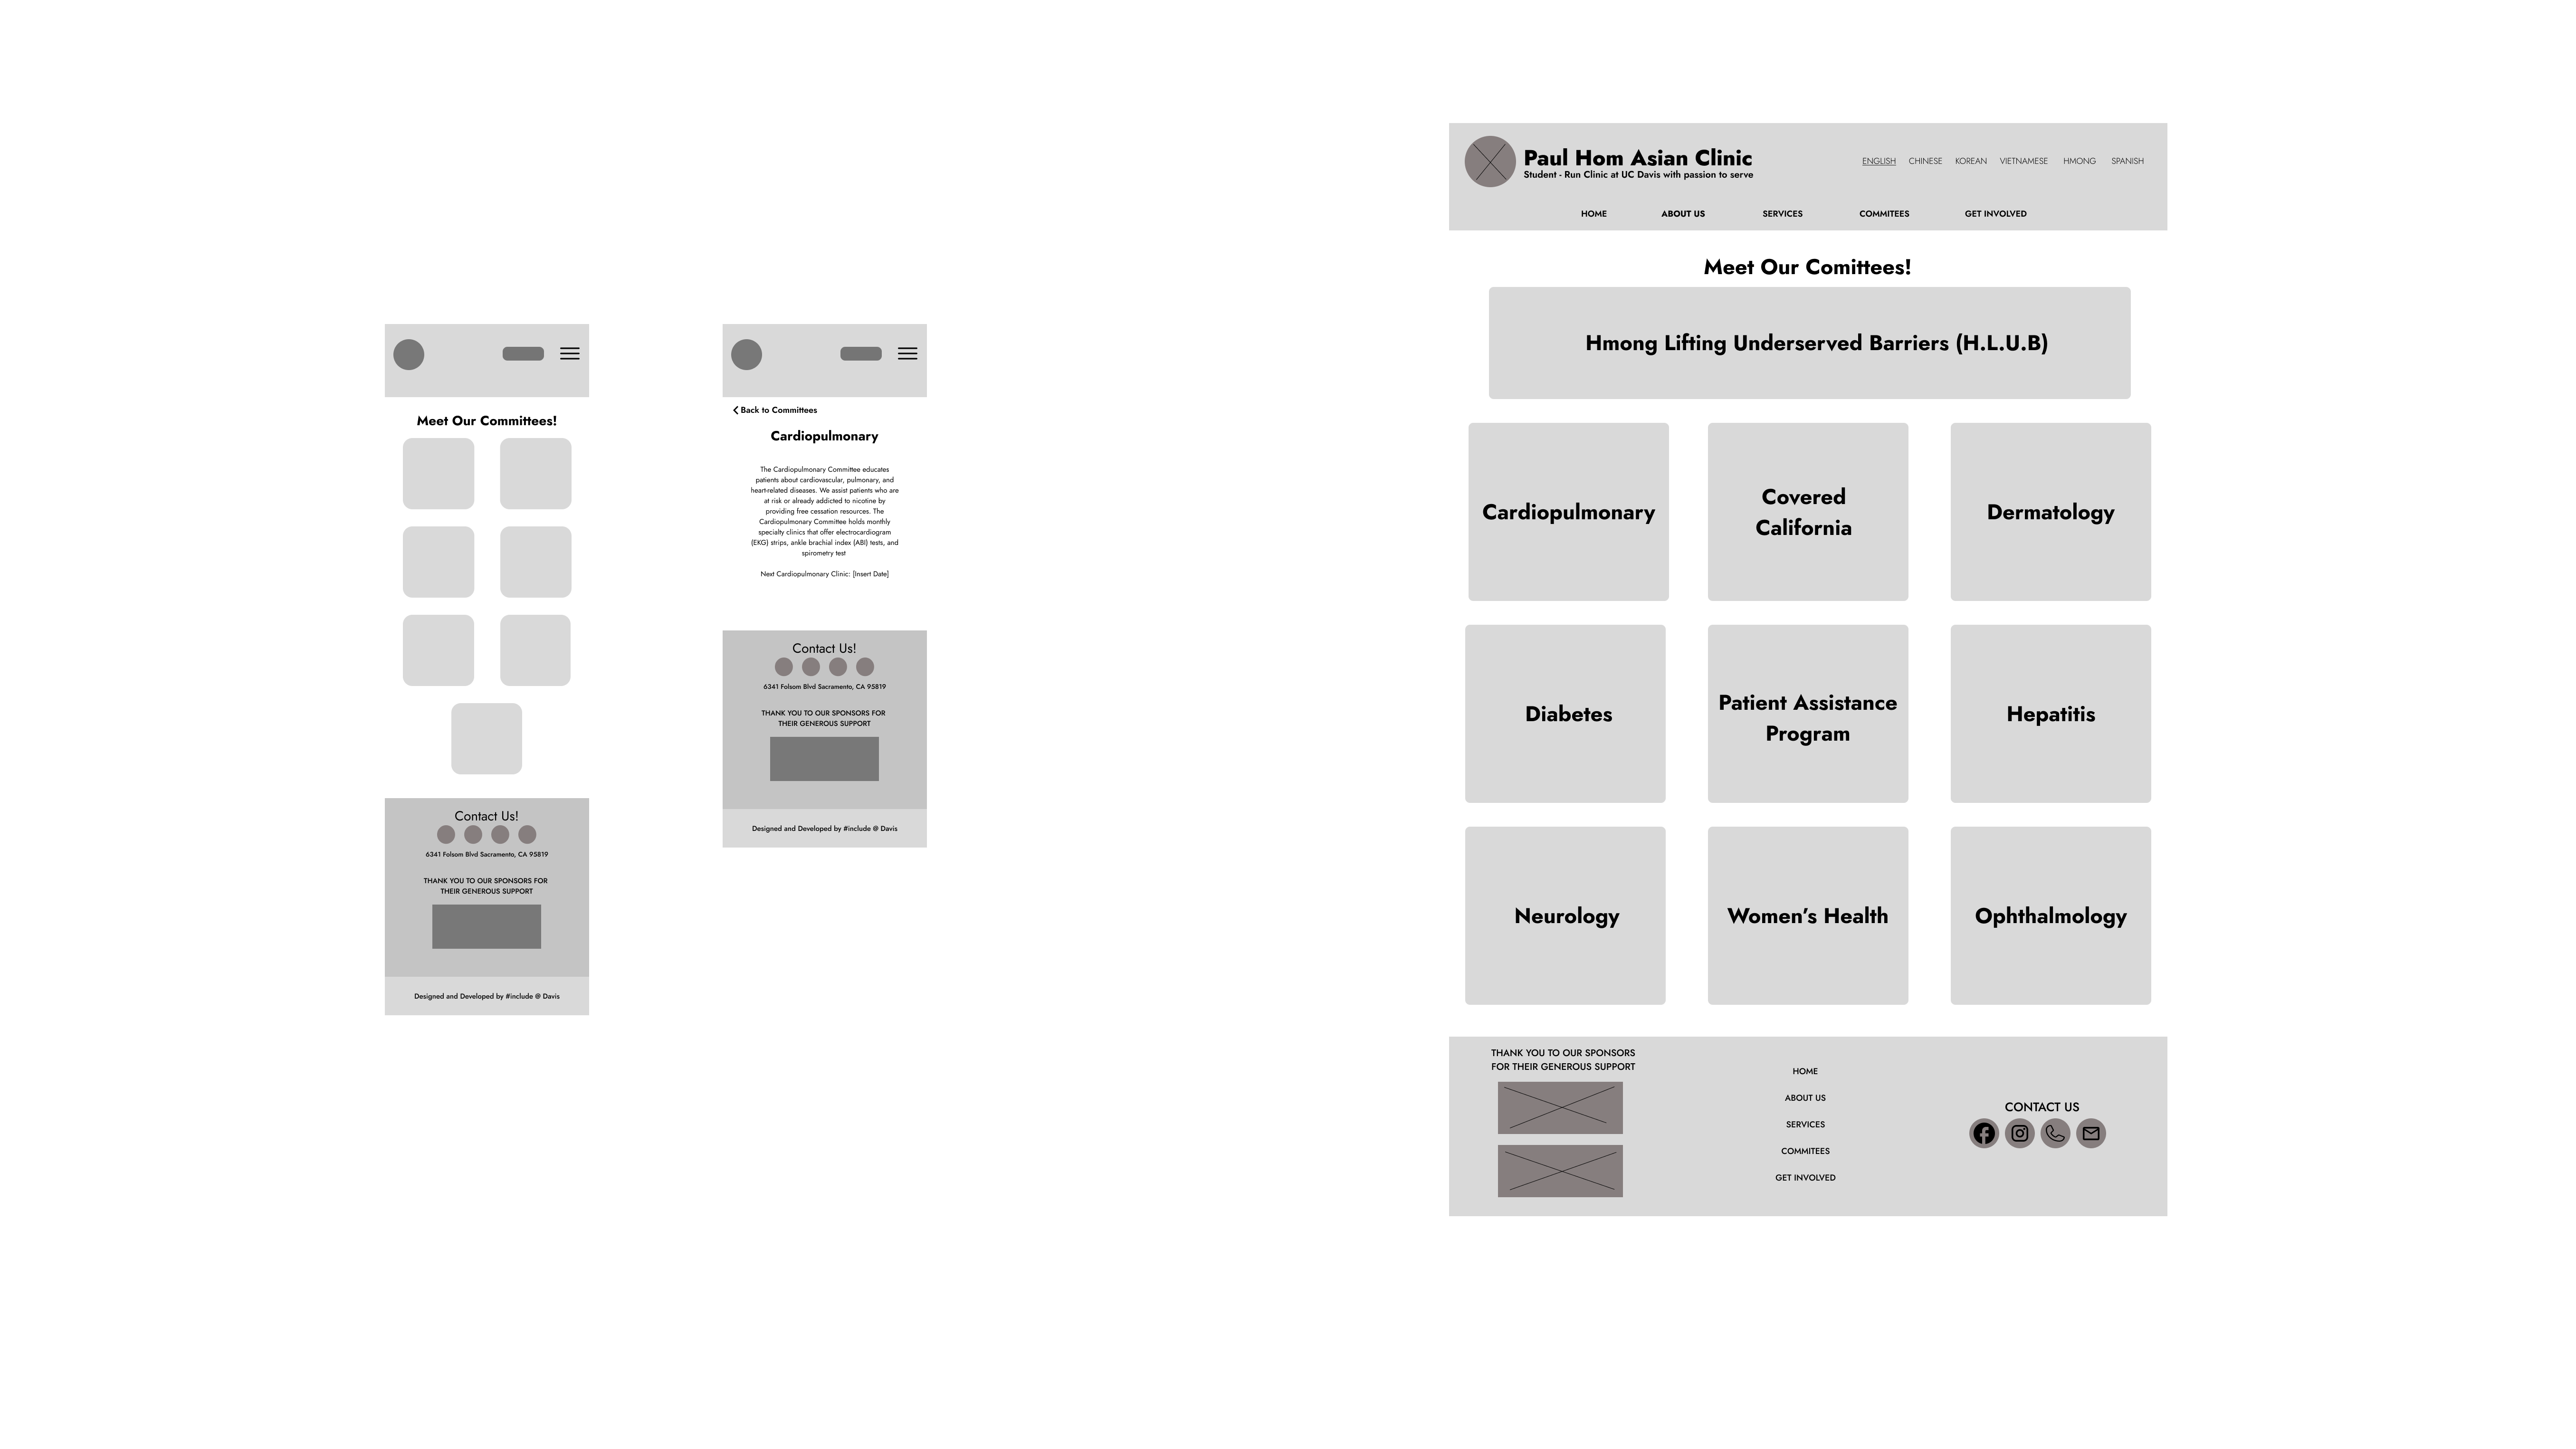 Meet Our Committees!
Contact Us!
6341 Folsom Blvd Sacramento, CA 95819
THANK YOU TO OUR SPONSORS FOR
THEIR GENEROUS SUPPORT
Designed and Developed by #include @ Davis
Back to Committees
Cardiopulmonary
The Cardiopulmonary Committee educates
patients about cardiovascular, pulmonary, and
heart-related diseases. We assist patients who are
at risk or already addicted to nicotine by
providing free cessation resources. The
Cardiopulmonary Committee holds monthly
specialty clinics that offer electrocardiogram
(EKG) strips, ankle brachial index (ABI) tests, and
spirometry test
Next Cardiopulmonary Clinic: [Insert Date]
Contact Us!
6341 Folsom Blvd Sacramento, CA 95819
THANK YOU TO OUR SPONSORS FOR
THEIR GENEROUS SUPPORT
Designed and Developed by #include @ Davis
Paul Hom Asian Clinic
Student - Run Clinic at UC Davis with passion to serve
ENGLISH CHINESE KOREAN VIETNAMESE HMONG SPANISH
HOME ABOUT US SERVICES COMMITEES GET INVOLVED
Meet Our Comittees!
Hmong Lifting Underserved Barriers (H.L.U.B)
Cardiopulmonary
Covered
California
Dermatology
Diabetes
Patient Assistance
Program
Hepatitis
Neurology
Women's Health
Ophthalmology
THANK YOU TO OUR SPONSORS
FOR THEIR GENEROUS SUPPORT
HOME
ABOUT US
SERVICES
COMMITEES
GET INVOLVED
CONTACT US